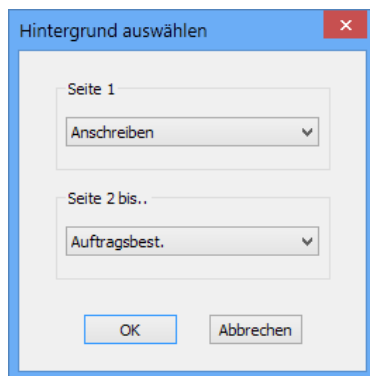 Hintergrund auswählen
Seite 1
Anschreiben
Seite 2 bis..
Auftragsbest.
OK
Abbrechen